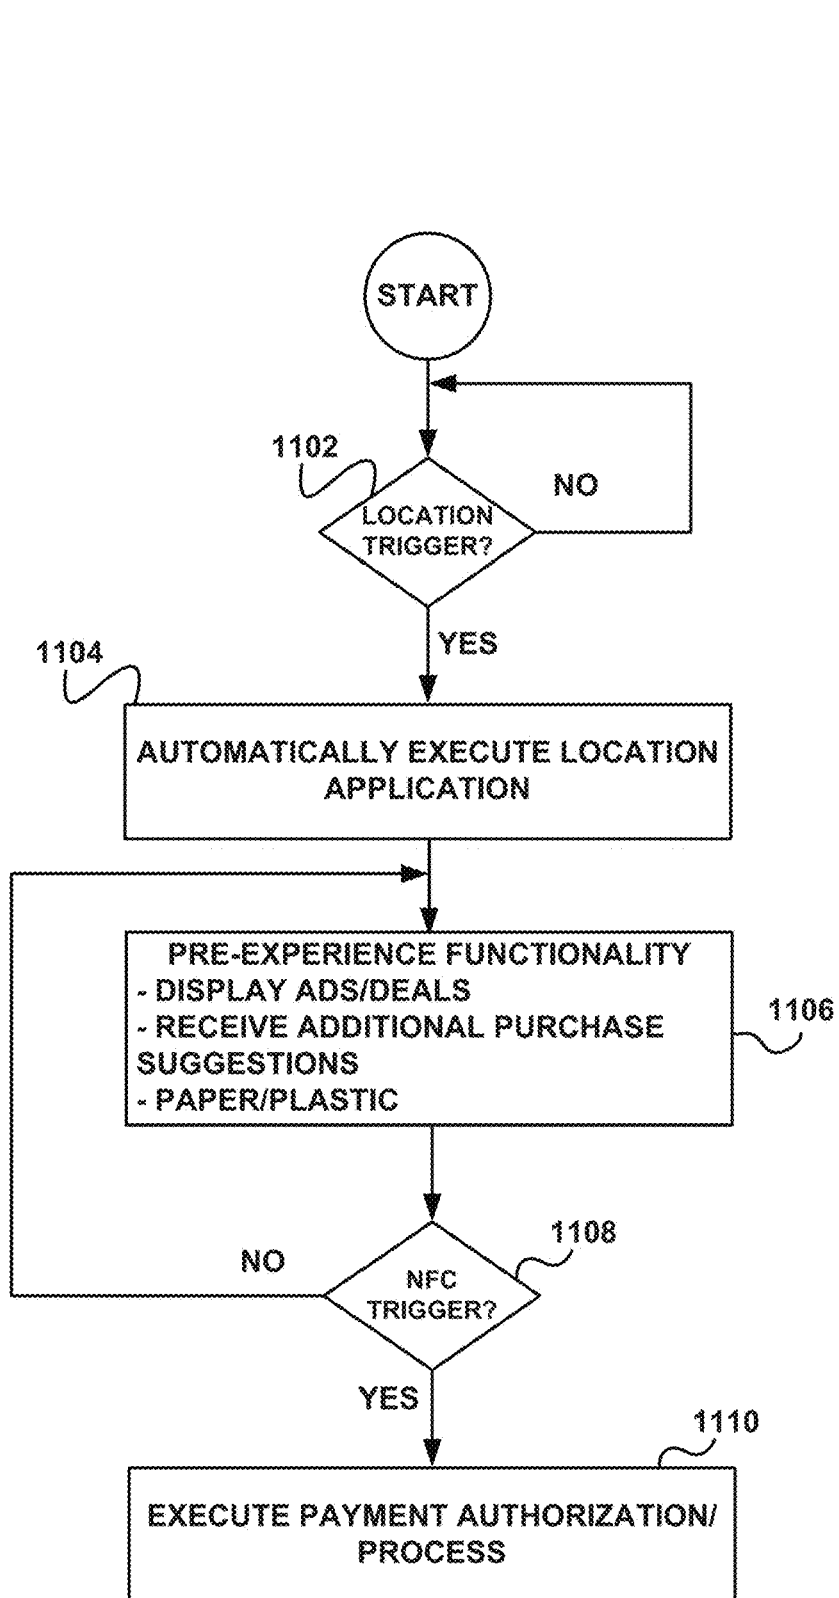 START
1102
NO
LOCATION
TRIGGER?
YES
1104
AUTOMATICALLY EXECUTE LOCATION
APPLICATION
PRE-EXPERIENCE FUNCTIONALITY
- DISPLAY ADS/DEALS
- RECEIVE ADDITIONAL PURCHASE
SUGGESTIONS
- PAPER/PLASTIC
1106
1108
NO
NFC
TRIGGER?
YES
1110
EXECUTE PAYMENT AUTHORIZATION/
PROCESS